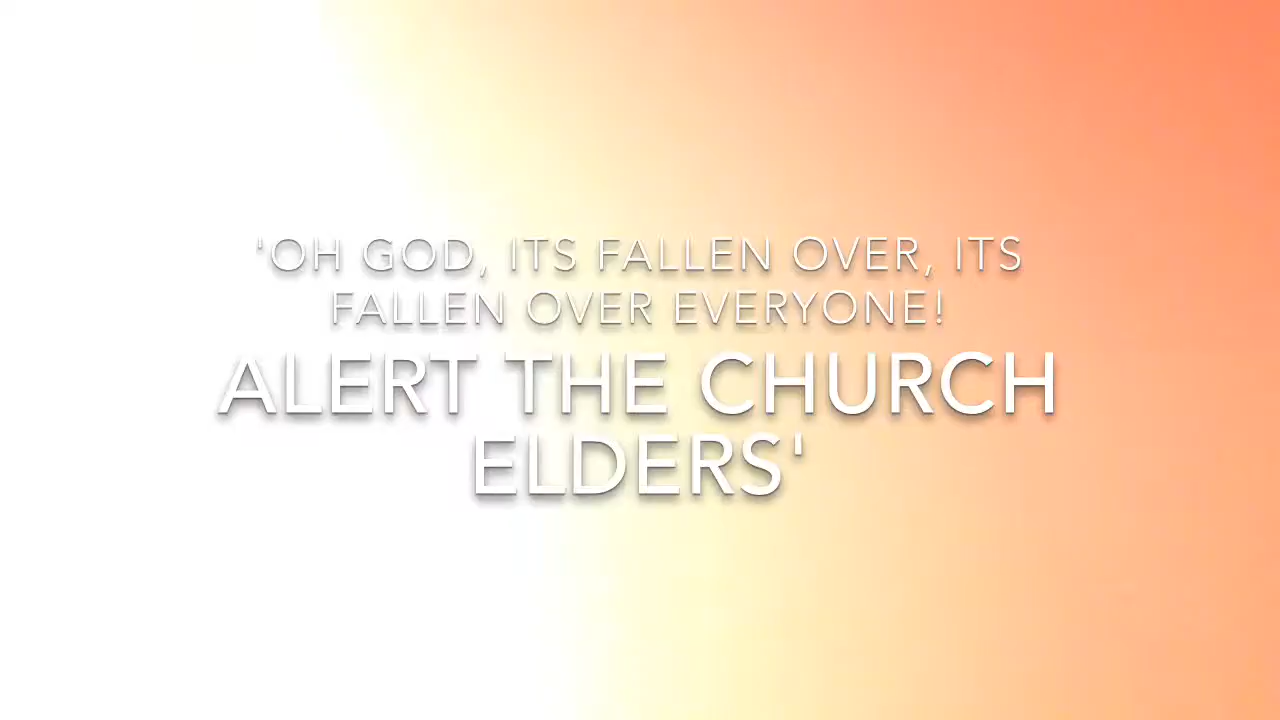 'OH GOD, ITS FALLEN OVER, ITS
FALLEN OVER EVERYONE!
ALERT THE CHURCH
ELDERS'